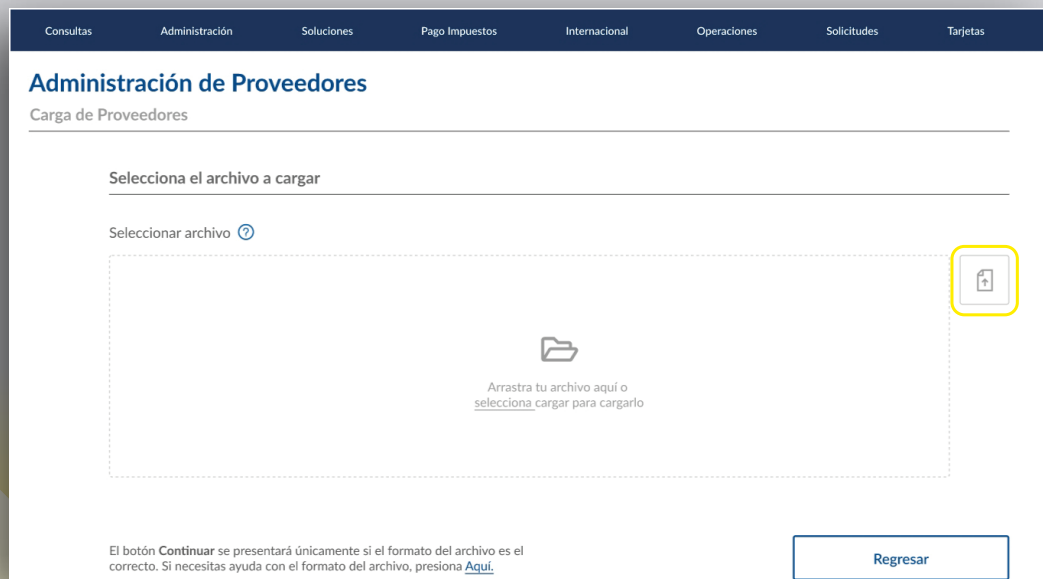 Consultas Administración Soluciones Pago Impuestos Internacional Operaciones Solicitudes Tarjetas
Administración de Proveedores
Carga de Proveedores
Selecciona el archivo a cargar
Seleccionar archivo ?
Arrastra tu archivo aquí o
selecciona cargar para cargarlo
El botón Continuar se presentará únicamente si el formato del archivo es el
correcto. Si necesitas ayuda con el formato del archivo, presiona Aquí.
Regresar